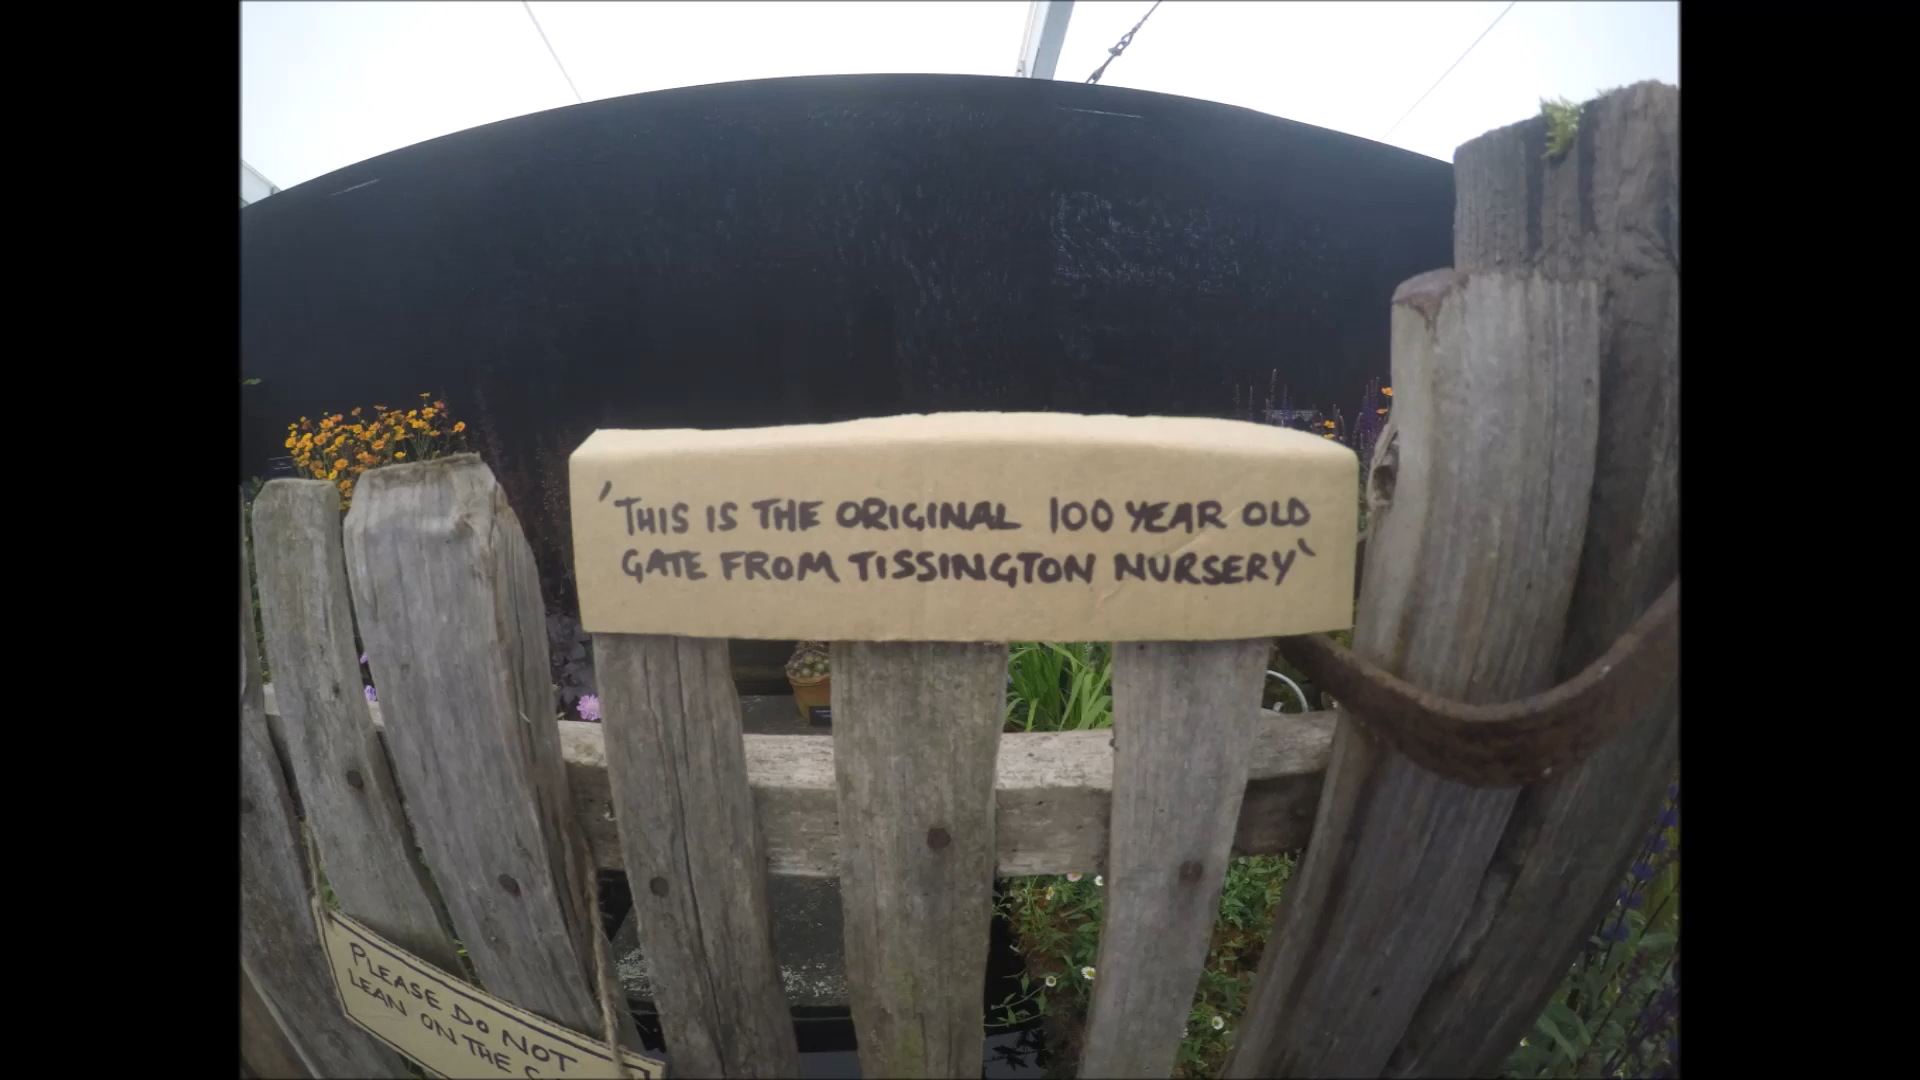 'THIS IS THE ORIGINAL 100 YEAR OLD
GATE FROM TISSINGTON NURSERY'
PLEASE DO NOT
LEAN ON THE